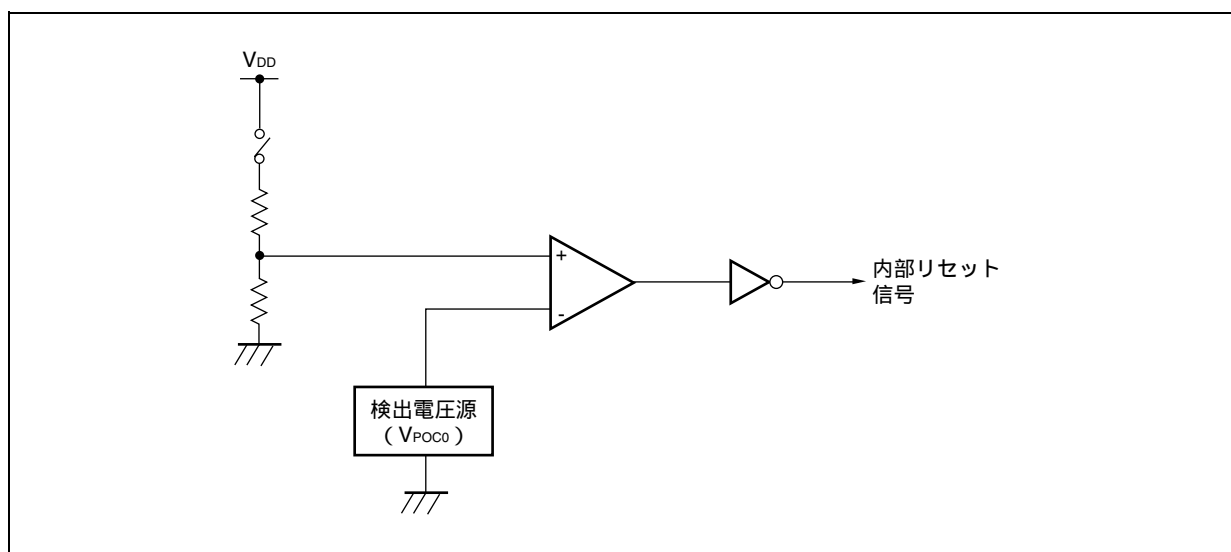 VDD
+
-
内部リセット
信号
検出電圧源
（VPOC0）